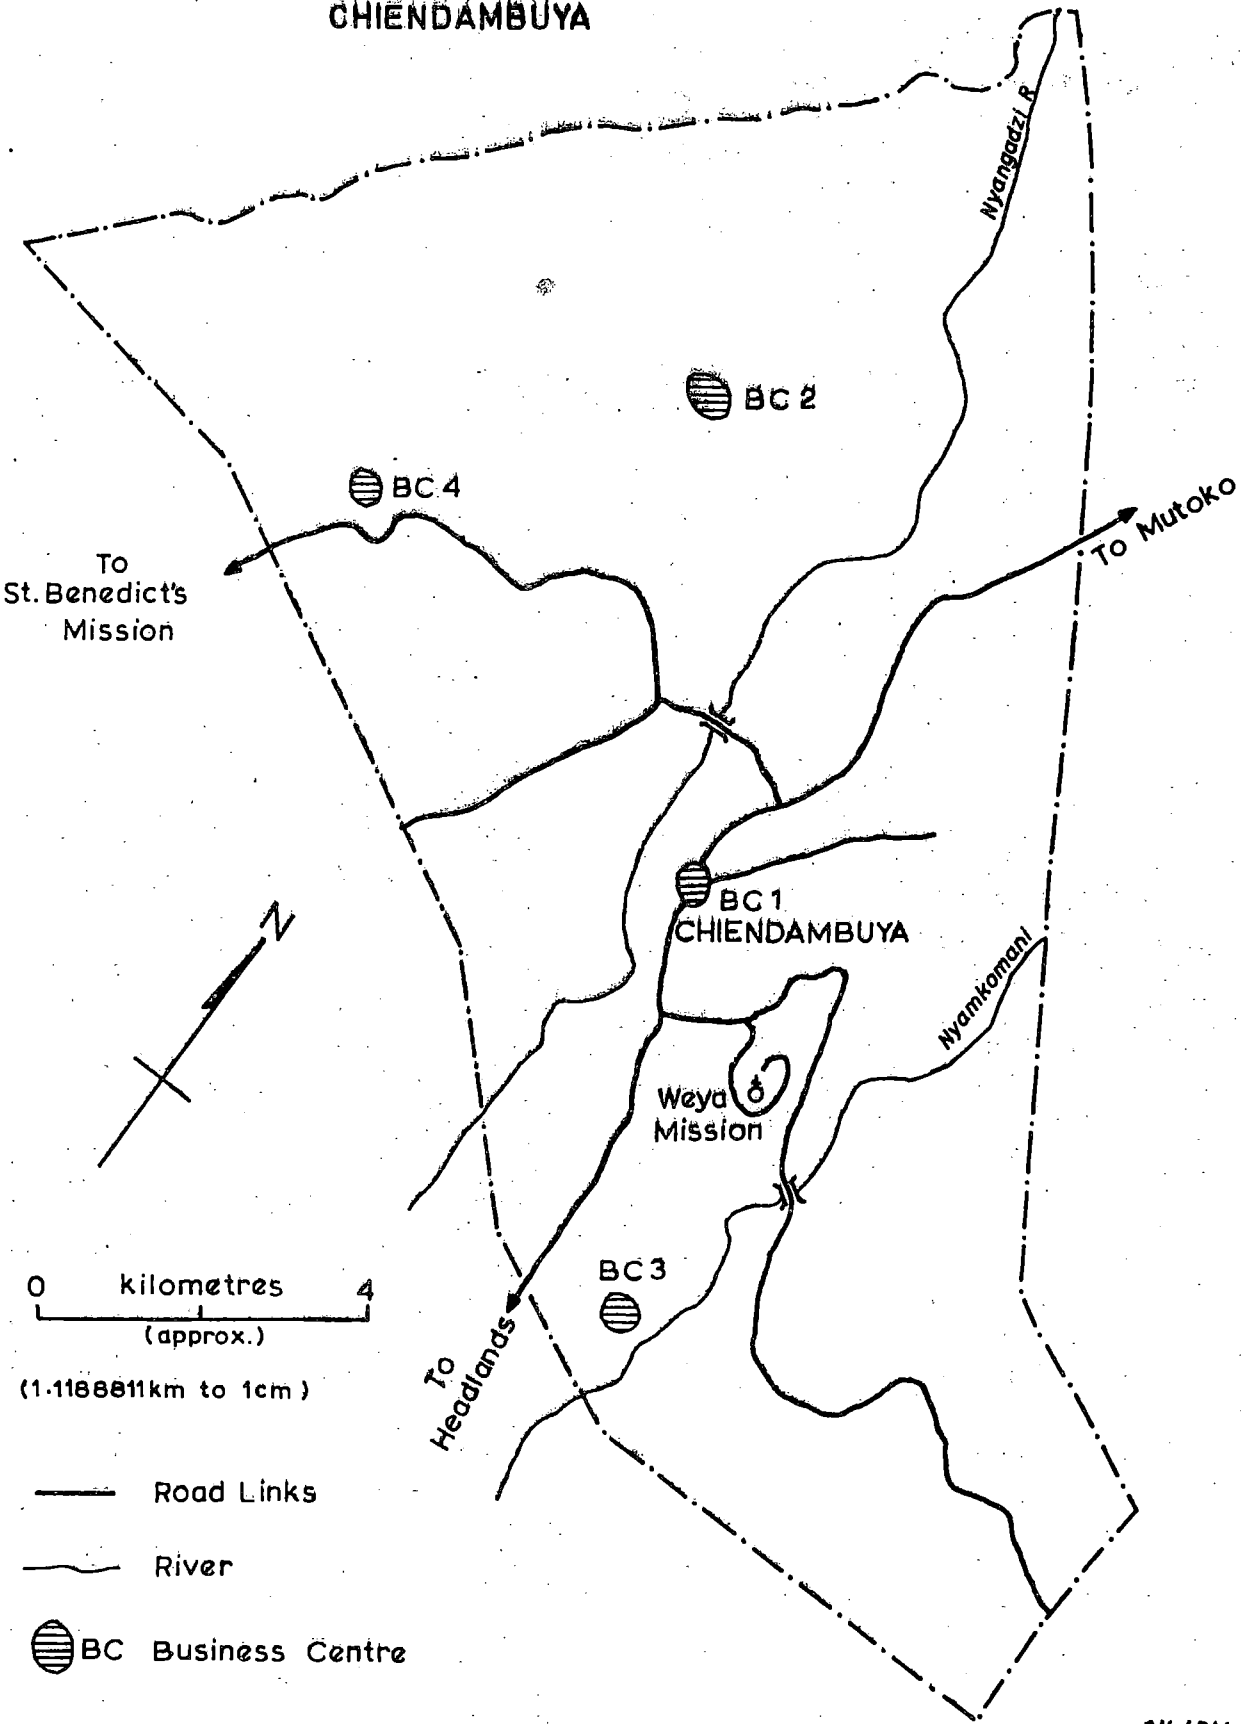 CHIENDAMBUYA
Nyangadzi R
BC 2
BC 4
To Mutoko
To
St. Benedict's
Mission
BC 1
CHIENDAMBUYA
N
Nyamkomani
Weya
Mission
BC 3
0 kilometres 4
(approx.)
(1.1188811km to 1cm)
To
Headlands
Road Links
River
BC Business Centre